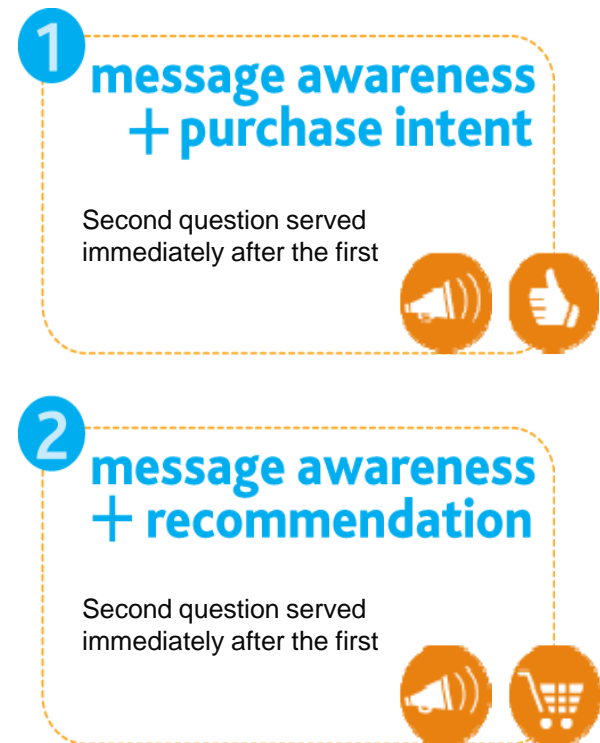 1
message awareness
+ purchase intent
Second question served
immediately after the first
2
message awareness
+ recommendation
Second question served
immediately after the first